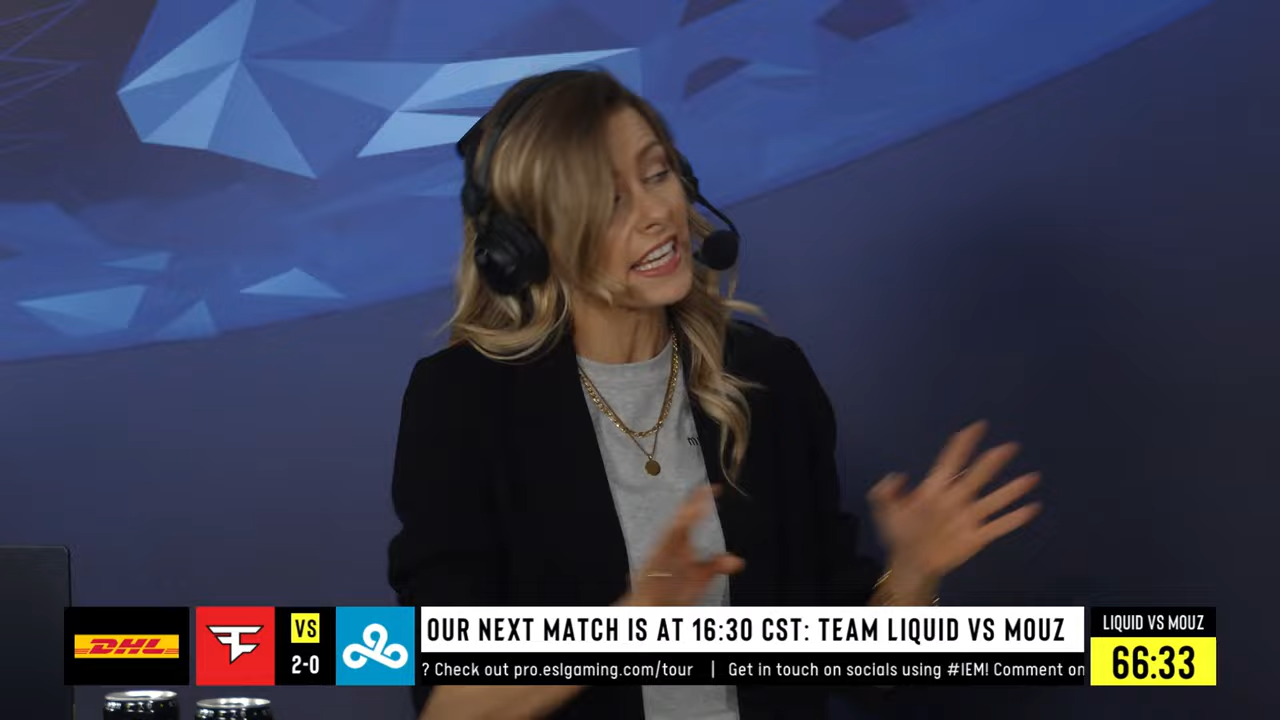 DHL
VS
2-0
OUR NEXT MATCH IS AT 16:30 CST: TEAM LIQUID VS MOUZ
? Check out pro.eslgaming.com/tour | Get in touch on socials using #IEM! Comment on
LIQUID VS MOUZ
66:33